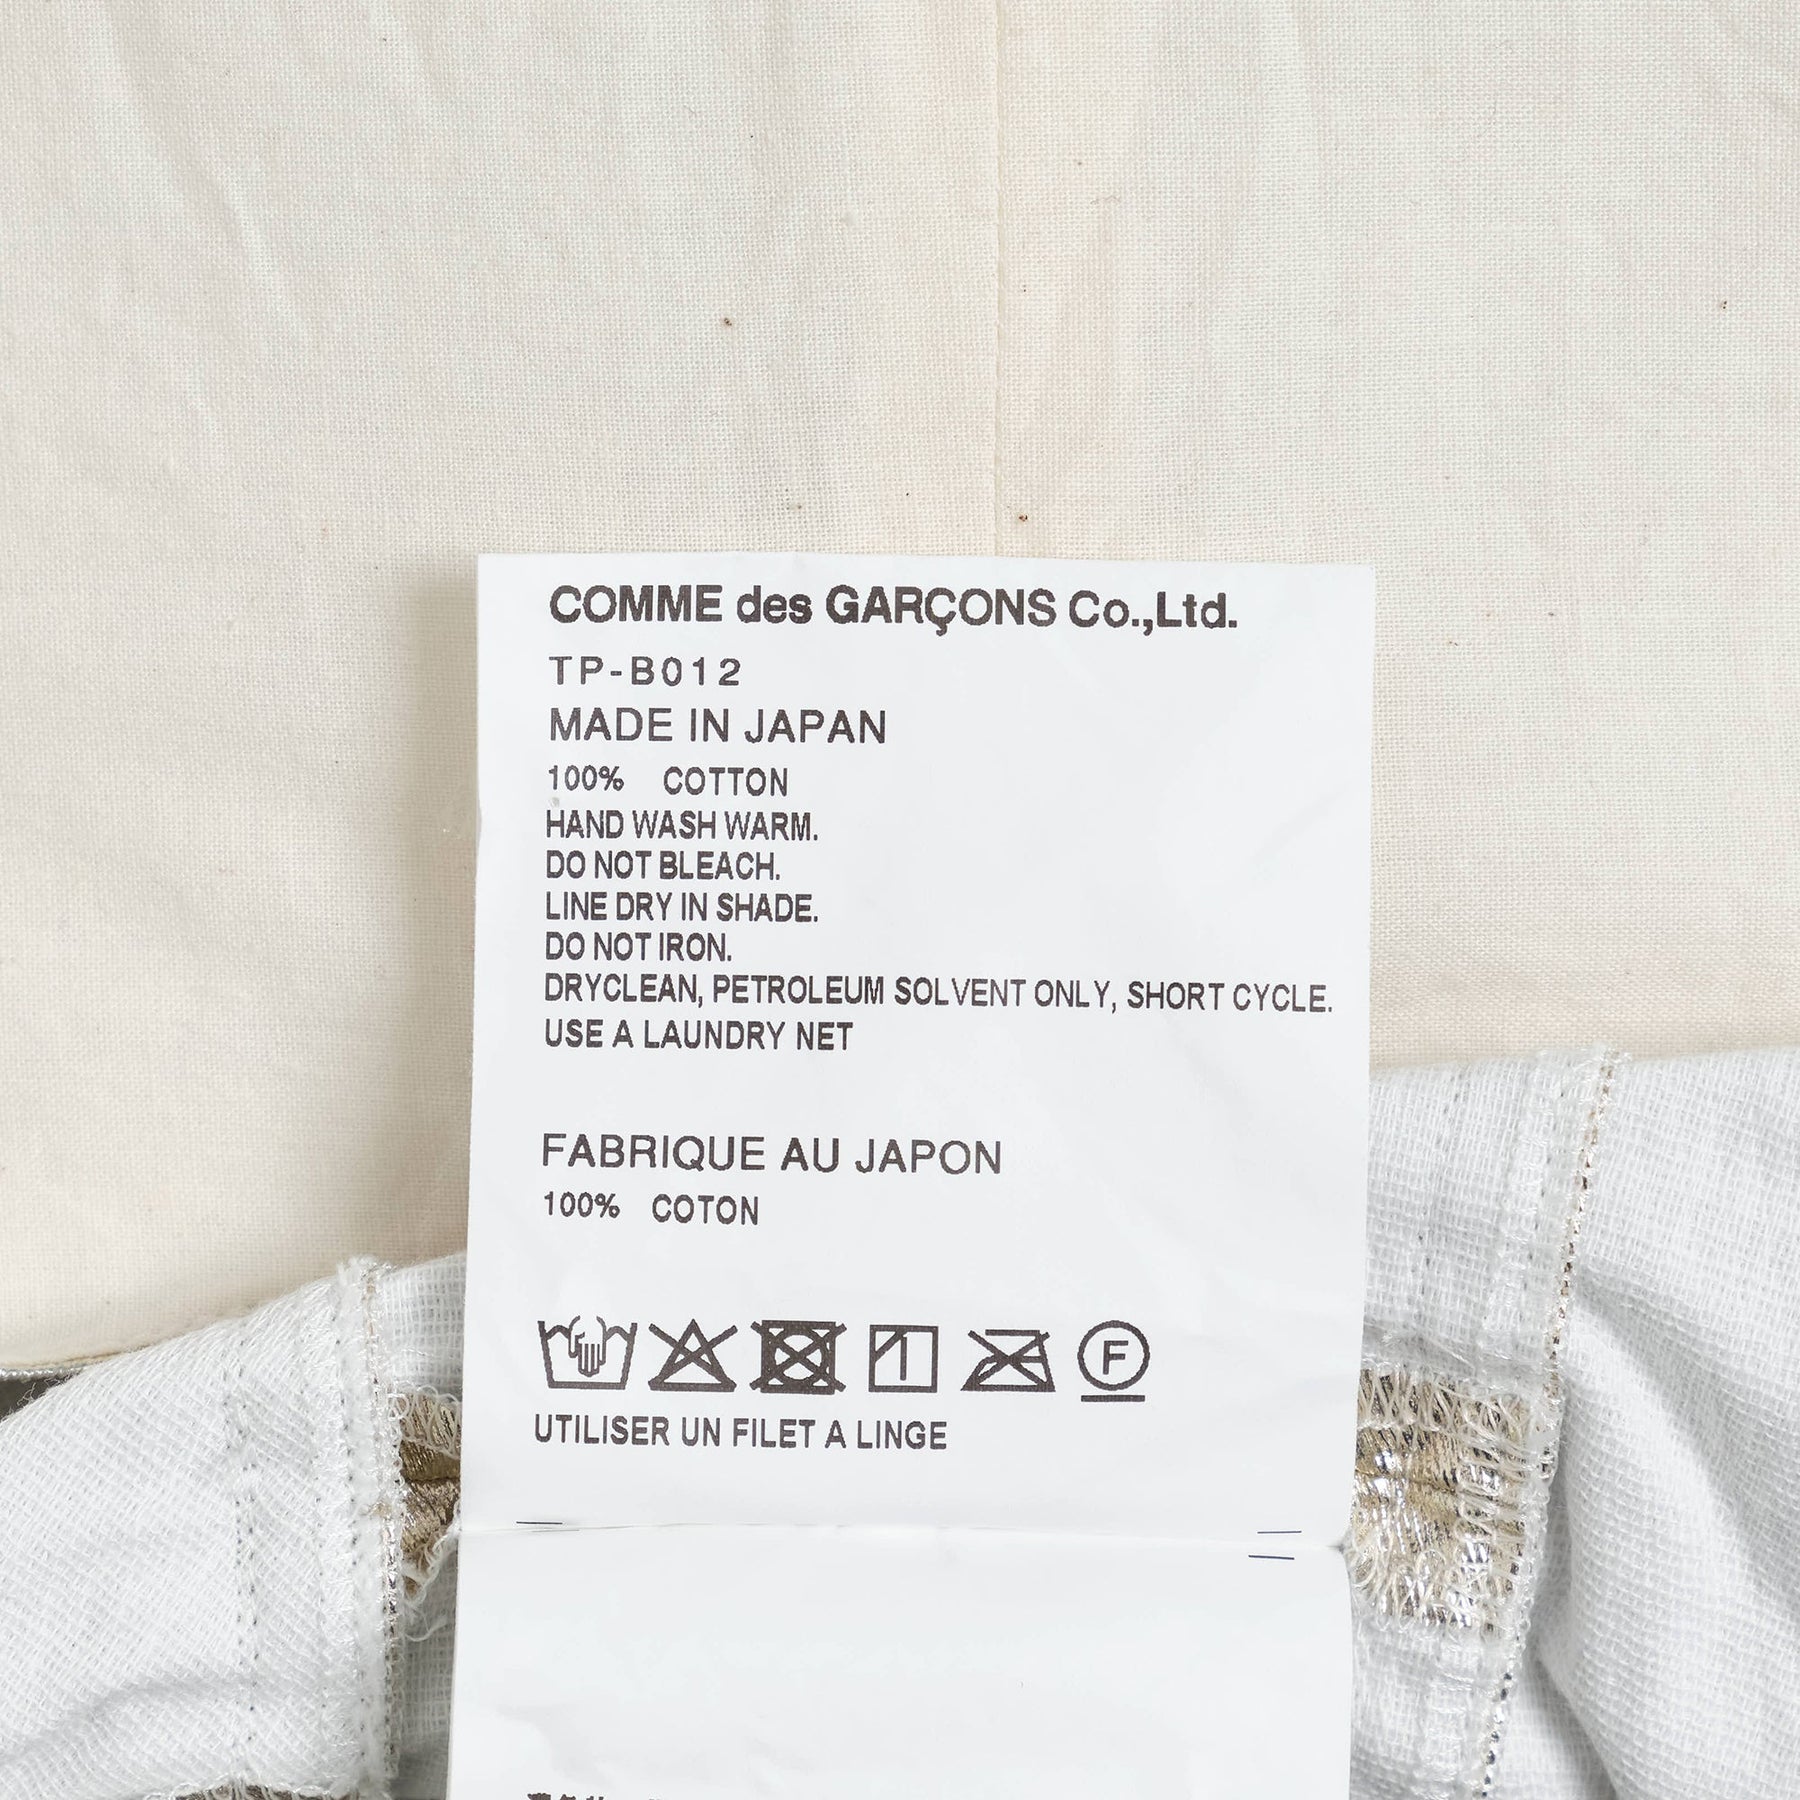 COMME des GARÇONS Co.,Ltd.
TP-B012
MADE IN JAPAN
100% COTTON
HAND WASH WARM.
DO NOT BLEACH.
LINE DRY IN SHADE.
DO NOT IRON.
DRYCLEAN, PETROLEUM SOLVENT ONLY, SHORT CYCLE.
USE A LAUNDRY NET
FABRIQUE AU JAPON
100% COTON
F
UTILISER UN FILET A LINGE